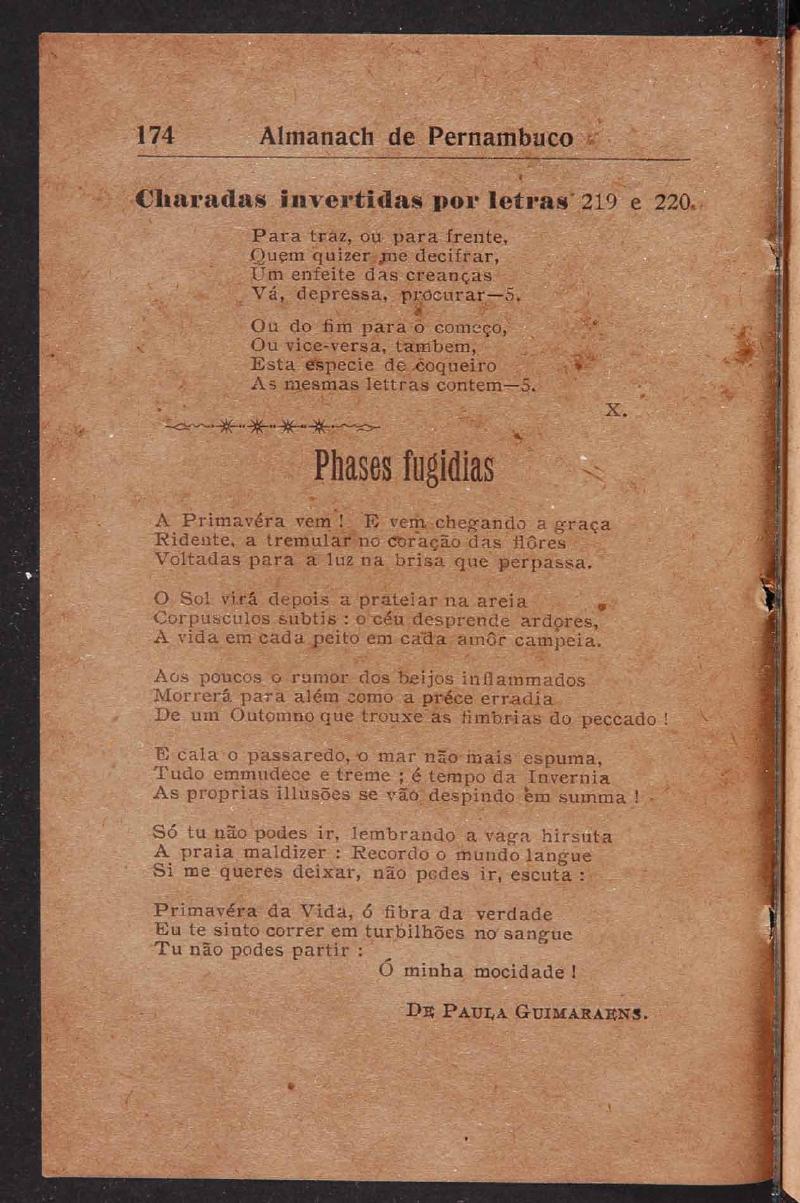 174 Almanach de Pernambuco
Charadas invertidas por letras 219 e 220.
Para traz, ou para frente,
Quem quizer me decifrar,
Um enfeite das creanças
Vá, depressa, procurar—5.
Ou do fim para o começo,
Ou vice-versa, tambem,
Esta especie de coqueiro
As mesmas lettras contem—5.
X.
Phases fugidias
A Primavéra vem ! E vem chegando a graça
Ridente, a tremular no coração das flôres
Voltadas para a luz na brisa que perpassa.
O Sol virá depois a prateiar na areia
Corpusculos subtis : o céu desprende ardores,
A vida em cada peito em cada amôr campeia.
Aos poucos o rumor dos beijos inflammados
Morrerá para além como a préce erradia
De um Outomno que trouxe as fimbrias do peccado !
E cala o passaredo, o mar não mais espuma,
Tudo emmudece e treme ; é tempo da Invernia
As proprias illusões se vão despindo em summa !
Só tu não podes ir, lembrando a vaga hirsuta
A praia maldizer : Recordo o mundo langue
Si me queres deixar, não podes ir, escuta :
Primavéra da Vida, ó fibra da verdade
Eu te sinto correr em turbilhões no sangue
Tu não podes partir :
Ó minha mocidade !
DE PAULA GUIMARAENS.